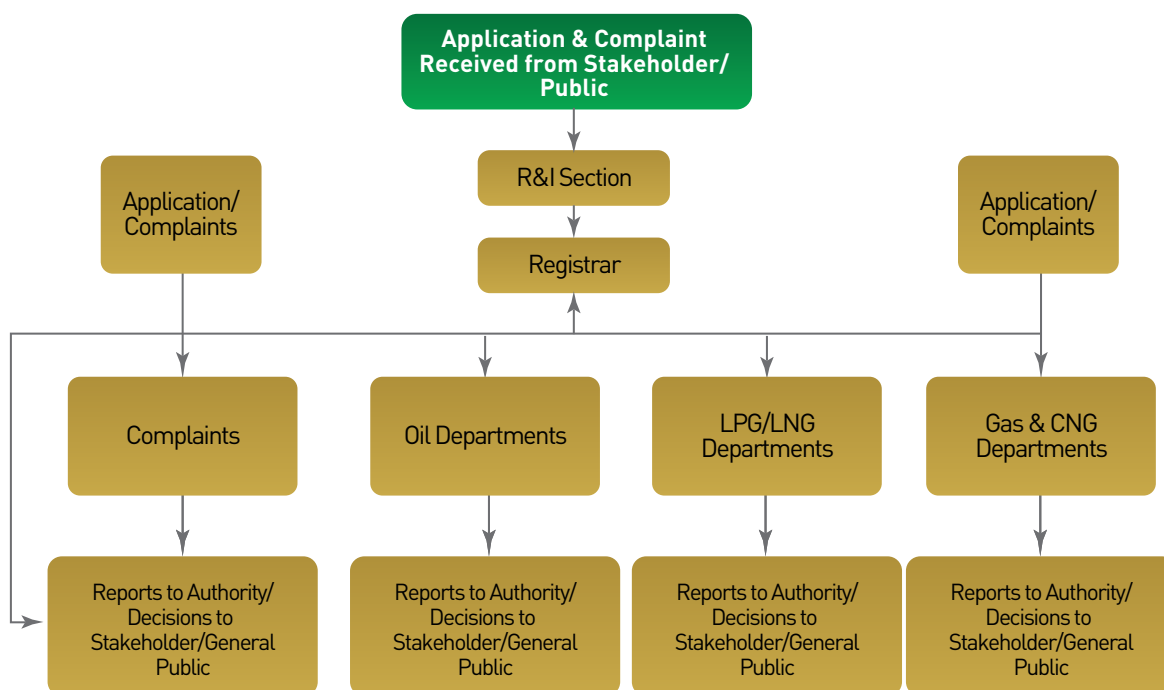 Application & Complaint
Received from Stakeholder/
Public
R&I Section
Application/
Complaints
Application/
Complaints
Registrar
Complaints
Oil Departments
LPG/LNG
Departments
Gas & CNG
Departments
Reports to Authority/
Decisions to
Stakeholder/General
Public
Reports to Authority/
Decisions to
Stakeholder/General
Public
Reports to Authority/
Decisions to
Stakeholder/General
Public
Reports to Authority/
Decisions to
Stakeholder/General
Public